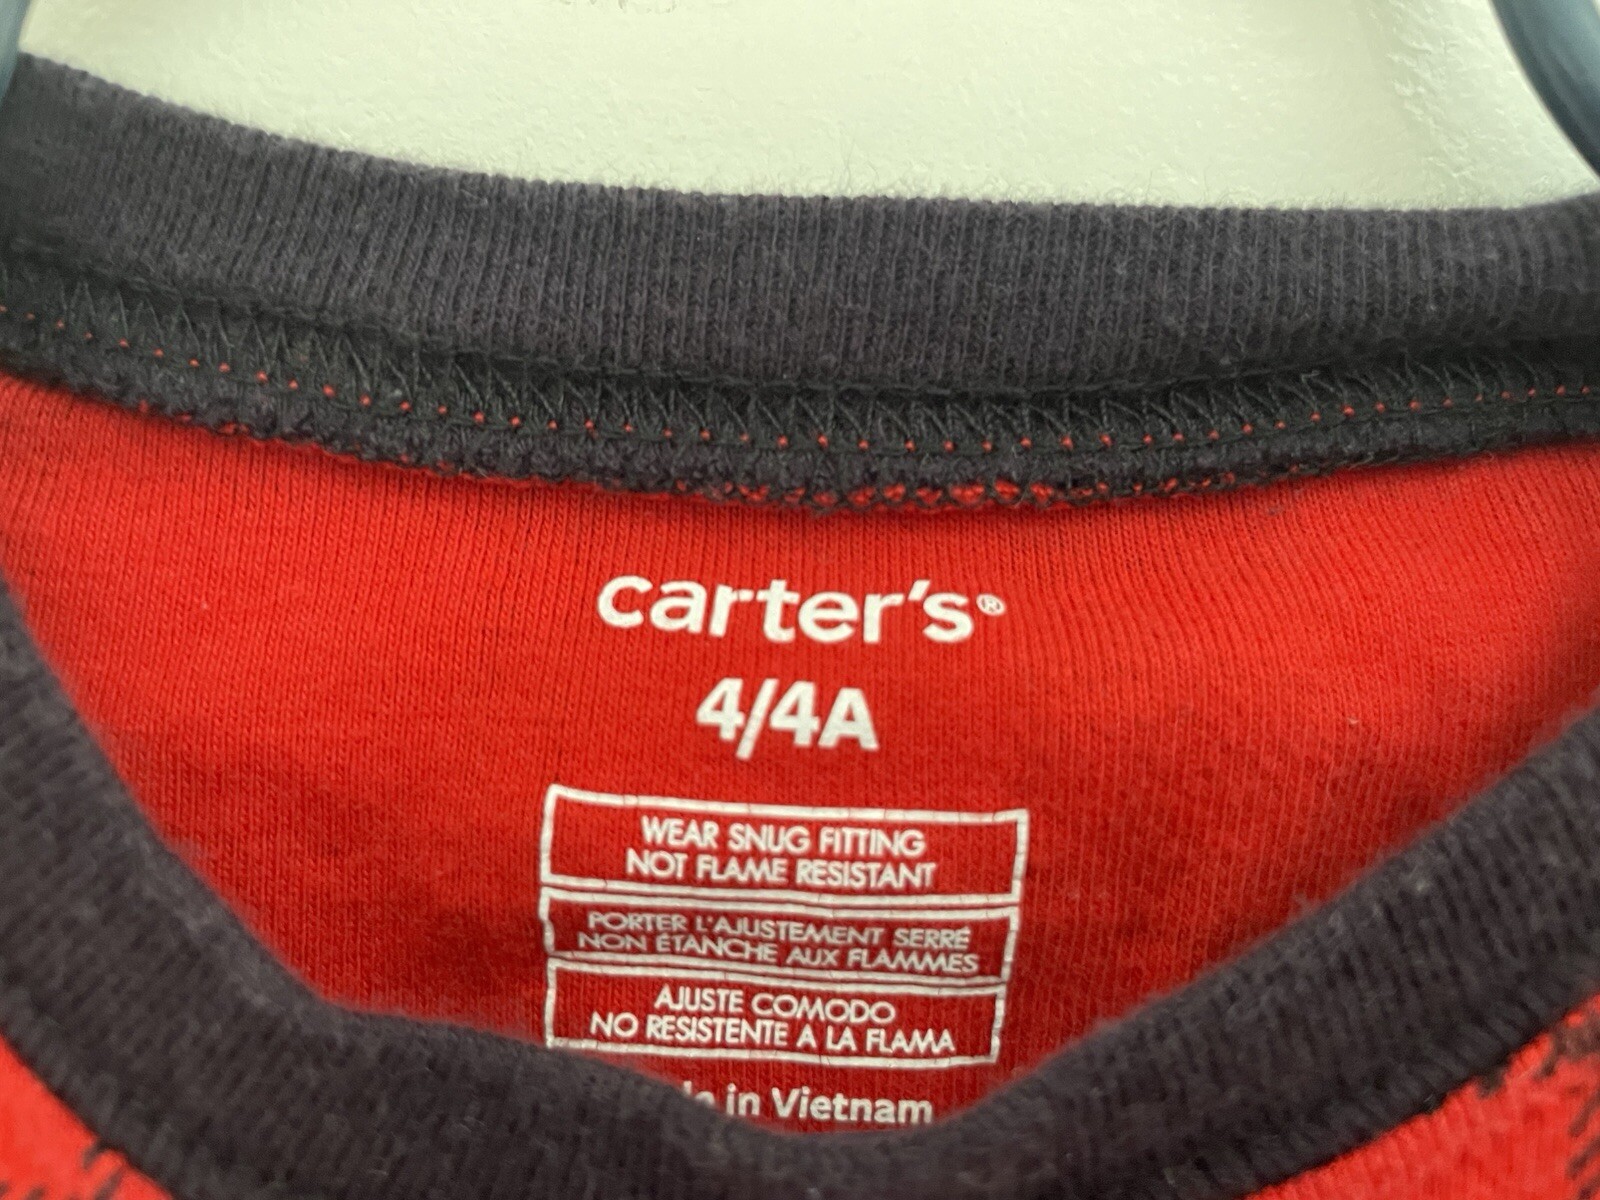 carter's®
4/4A
WEAR SNUG FITTING
NOT FLAME RESISTANT
PORTER L'AJUSTEMENT SERRÉ
NON ÉTANCHE AUX FLAMMES
AJUSTE COMODO
NO RESISTENTE A LA FLAMA
in Vietnam